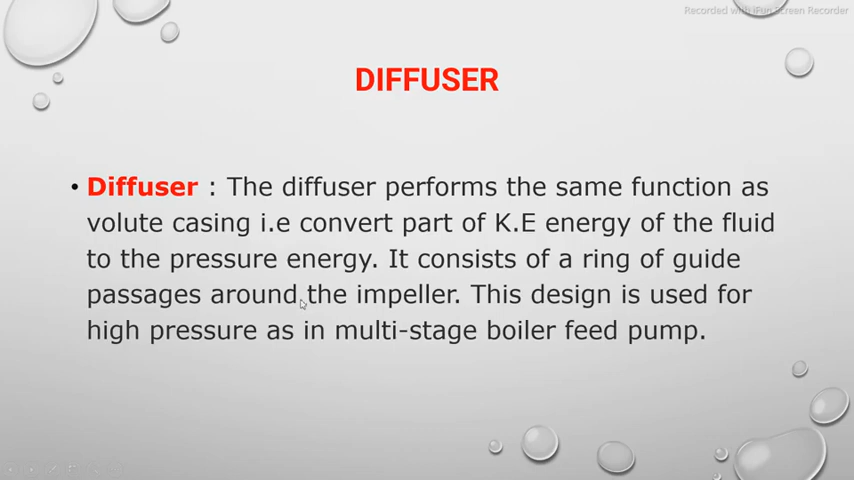 Recorded with iFun Screen Recorder
DIFFUSER
• Diffuser : The diffuser performs the same function as
volute casing i.e convert part of K.E energy of the fluid
to the pressure energy. It consists of a ring of guide
passages around the impeller. This design is used for
high pressure as in multi-stage boiler feed pump.